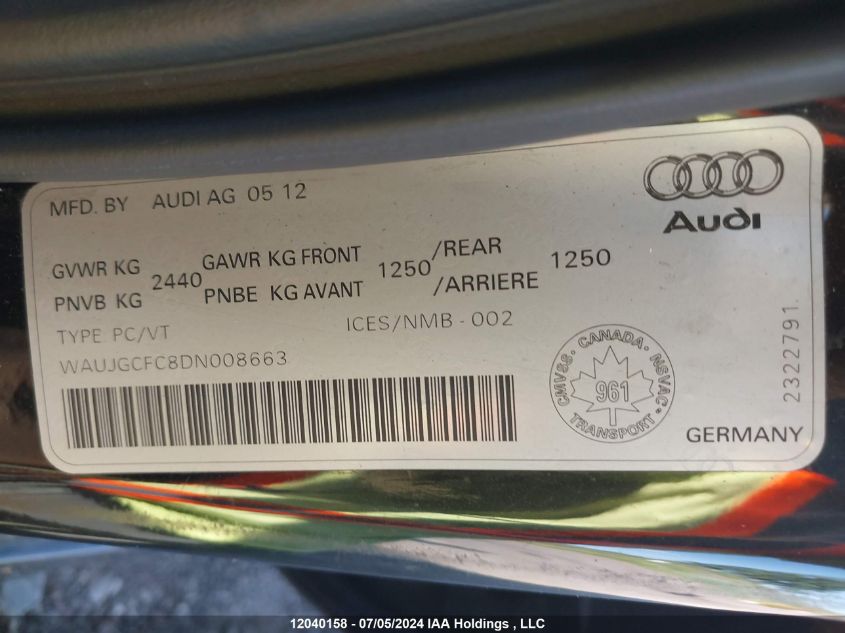 MFD. BY AUDI AG 05 12
Audi
GVWR KG 2440 GAWR KG FRONT 1250 /REAR 1250
PNVB KG PNBE KG AVANT /ARRIERE
TYPE PC/VT ICES/NMB - 002
WAUJGCFC8DN008663
CMVSS. CANADA. NSVAC.
961
TRANSPORT
2322791
GERMANY
12040158 - 07/05/2024 IAA Holdings , LLC